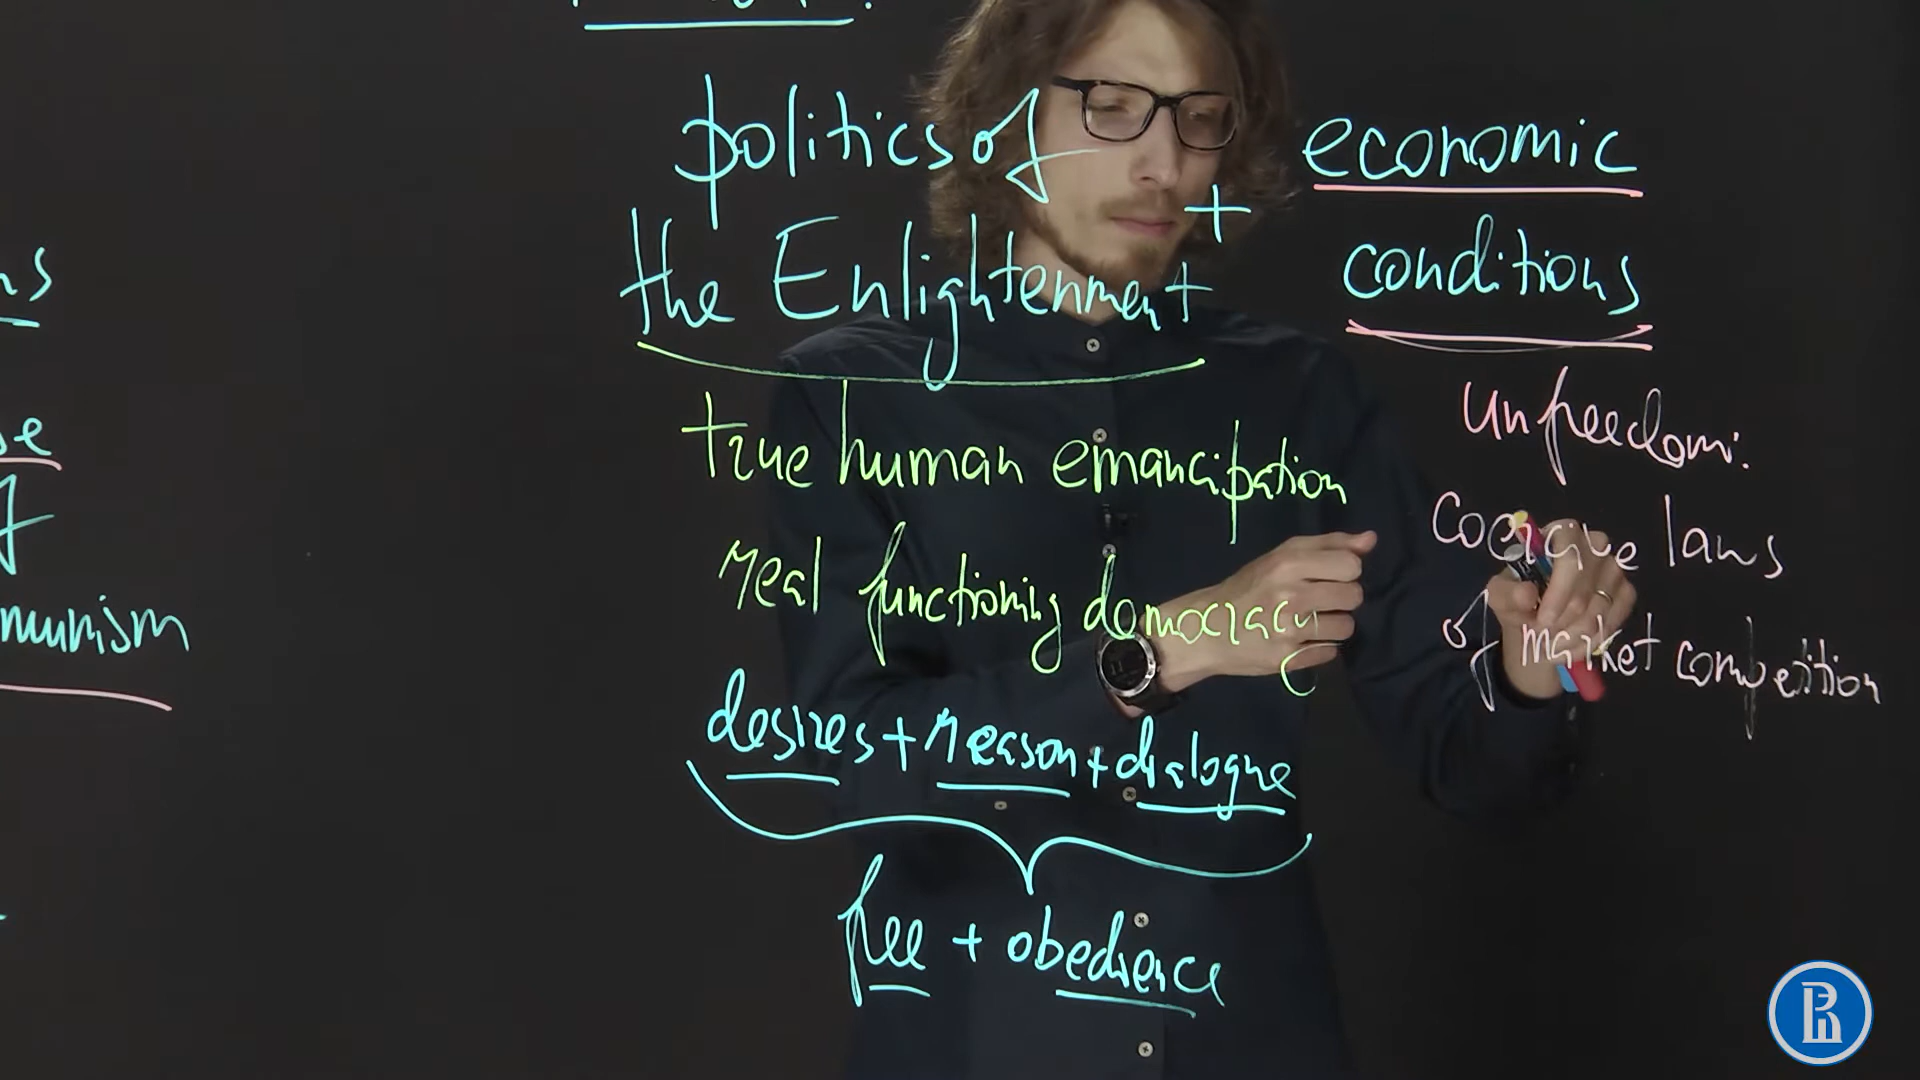 politics of
the Enlightenment
+
economic
conditions
true human emancipation
real functioning democracy
desires + reason + dialogue
free + obedience
unfreedom:
coercive laws
of market competition